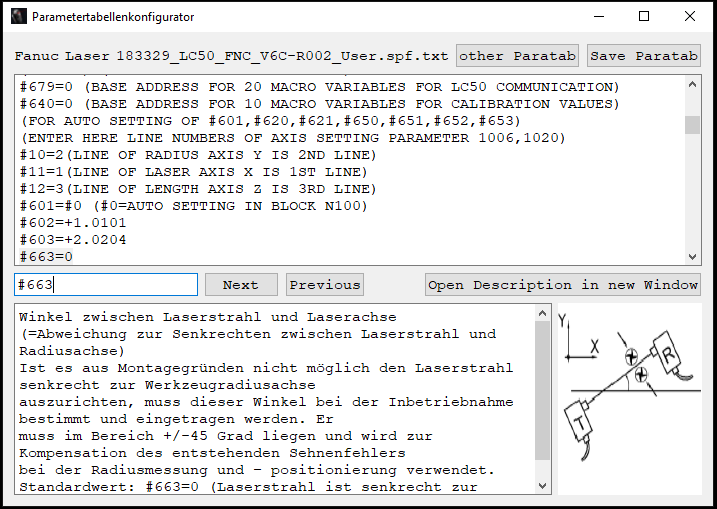 Parametertabellenkonfigurator
Fanuc Laser 183329_LC50_FNC_V6C-R002_User.spf.txt other Paratab Save Paratab
#679=0 (BASE ADDRESS FOR 20 MACRO VARIABLES FOR LC50 COMMUNICATION)
#640=0 (BASE ADDRESS FOR 10 MACRO VARIABLES FOR CALIBRATION VALUES)
(FOR AUTO SETTING OF #601,#620,#621,#650,#651,#652,#653)
(ENTER HERE LINE NUMBERS OF AXIS SETTING PARAMETER 1006,1020)
#10=2(LINE OF RADIUS AXIS Y IS 2ND LINE)
#11=1(LINE OF LASER AXIS X IS 1ST LINE)
#12=3(LINE OF LENGTH AXIS Z IS 3RD LINE)
#601=#0 (#0=AUTO SETTING IN BLOCK N100)
#602=+1.0101
#603=+2.0204
#663=0
#663 Next Previous Open Description in new Window
Winkel zwischen Laserstrahl und Laserachse
(=Abweichung zur Senkrechten zwischen Laserstrahl und
Radiusachse)
Ist es aus Montagegründen nicht möglich den Laserstrahl
senkrecht zur Werkzeugradiusachse
auszurichten, muss dieser Winkel bei der Inbetriebnahme
bestimmt und eingetragen werden. Er
muss im Bereich +/-45 Grad liegen und wird zur
Kompensation des entstehenden Sehnenfehlers
bei der Radiusmessung und - positionierung verwendet.
Standardwert: #663=0 (Laserstrahl ist senkrecht zur
Y
X
R
T